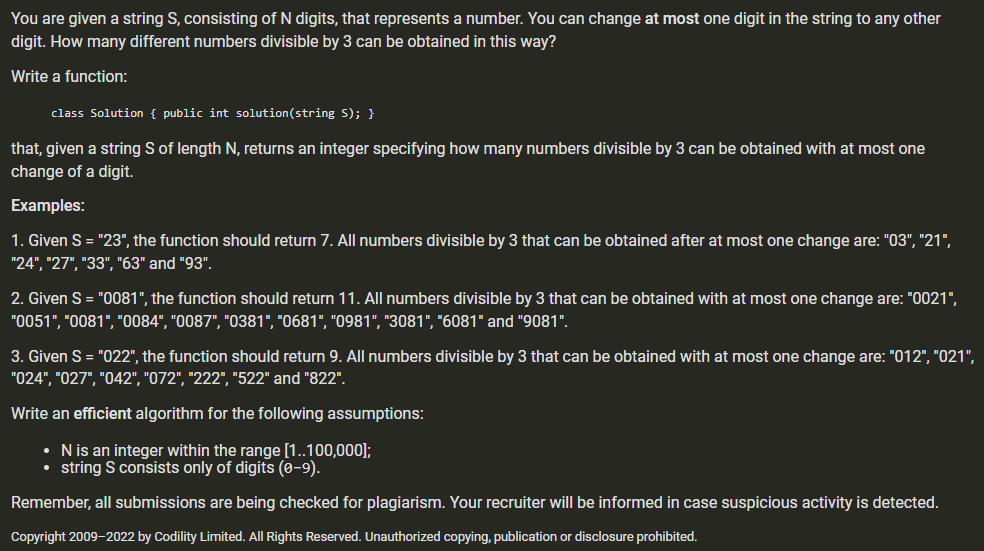 You are given a string S, consisting of N digits, that represents a number. You can change at most one digit in the string to any other
digit. How many different numbers divisible by 3 can be obtained in this way?
Write a function:
class Solution { public int solution(string S); }
that, given a string S of length N, returns an integer specifying how many numbers divisible by 3 can be obtained with at most one
change of a digit.
Examples:
1. Given S = "23", the function should return 7. All numbers divisible by 3 that can be obtained after at most one change are: "03", "21",
"24", "27", "33", "63" and "93".
2. Given S = "0081", the function should return 11. All numbers divisible by 3 that can be obtained with at most one change are: "0021",
"0051", "0081", "0084", "0087", "0381", "0681", "0981", "3081", "6081" and "9081".
3. Given S = "022", the function should return 9. All numbers divisible by 3 that can be obtained with at most one change are: "012", "021",
"024", "027", "042", "072", "222", "522" and "822".
Write an efficient algorithm for the following assumptions:
• N is an integer within the range [1..100,000];
• string S consists only of digits (0-9).
Remember, all submissions are being checked for plagiarism. Your recruiter will be informed in case suspicious activity is detected.
Copyright 2009–2022 by Codility Limited. All Rights Reserved. Unauthorized copying, publication or disclosure prohibited.